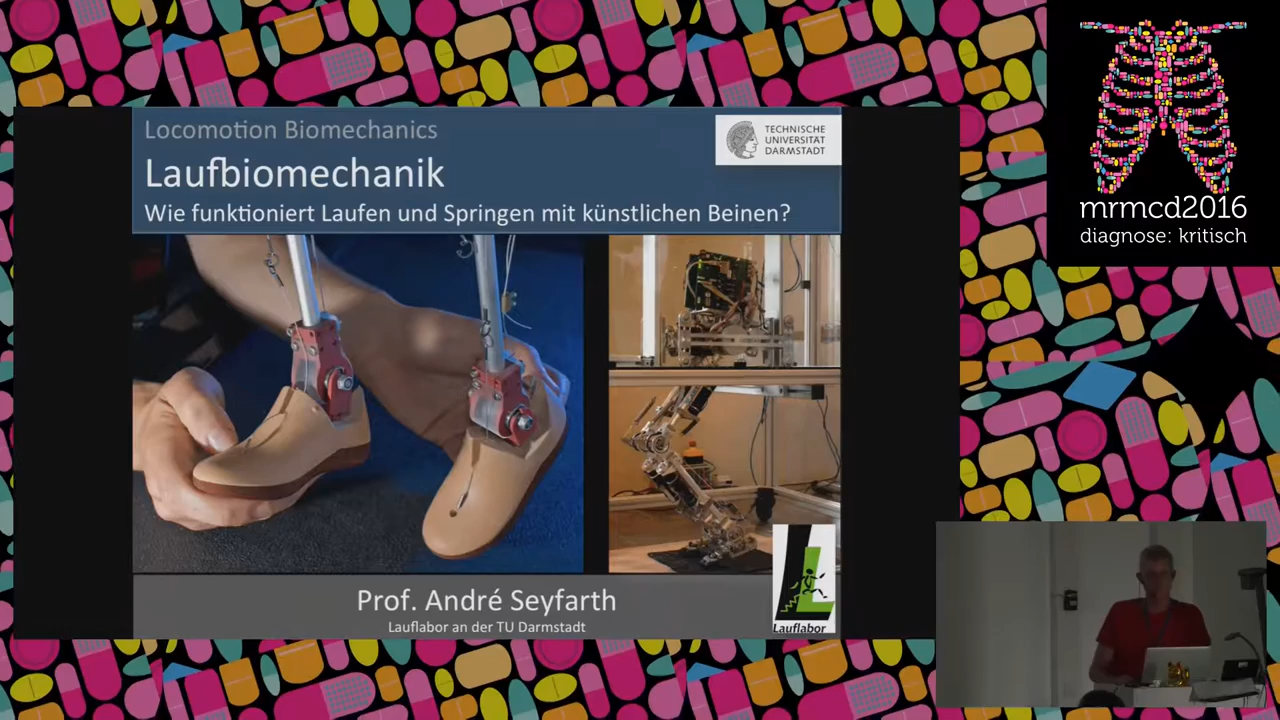 Locomotion Biomechanics
Laufbiomechanik
Wie funktioniert Laufen und Springen mit künstlichen Beinen?
TECHNISCHE
UNIVERSITÄT
DARMSTADT
mrmcd2016
diagnose: kritisch
Prof. André Seyfarth
Lauflabor an der TU Darmstadt
Lauflabor